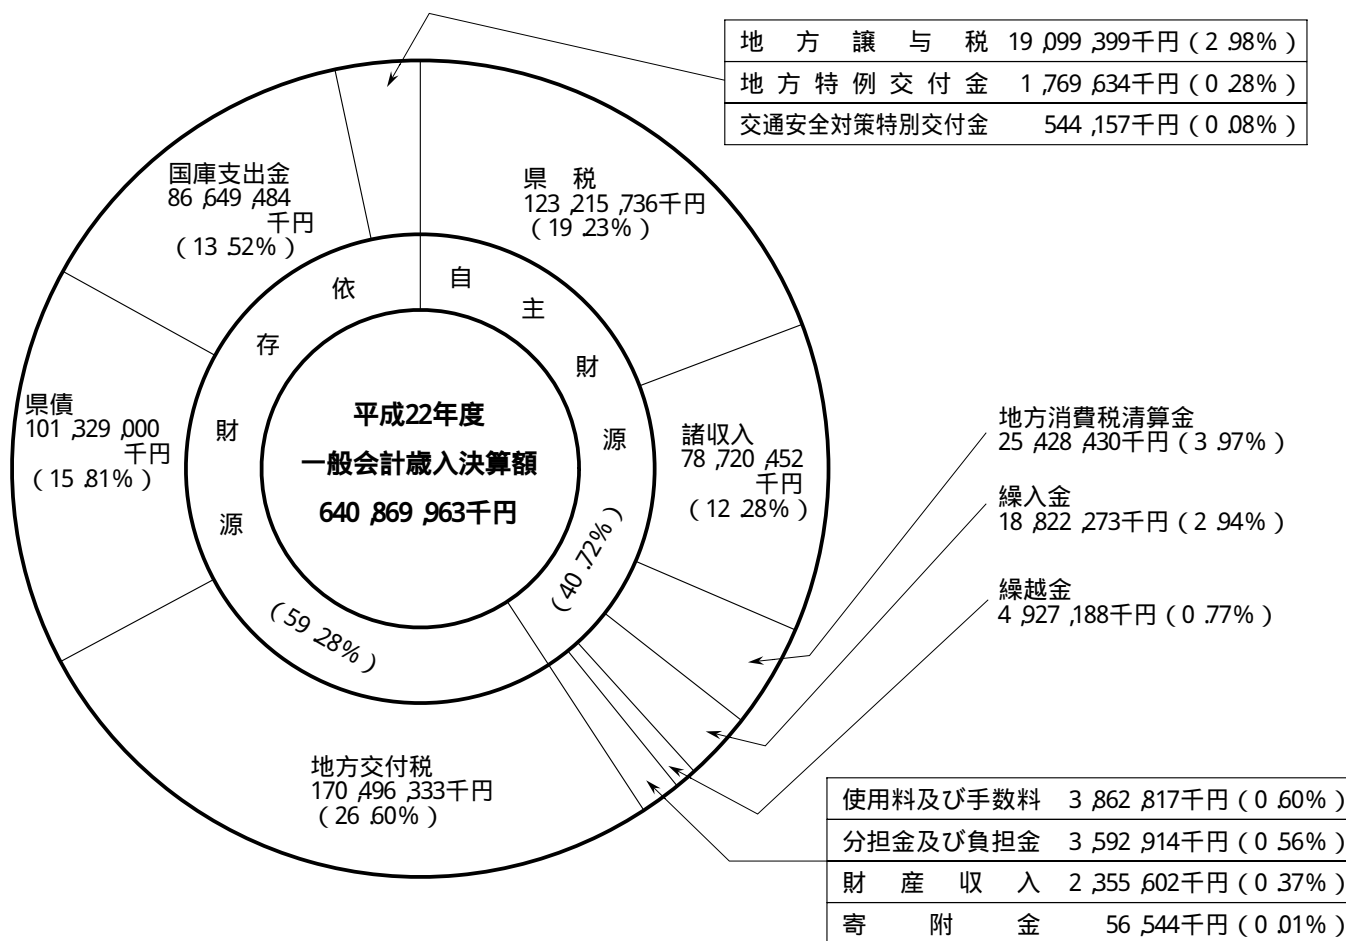 地方譲与税 19,099,399千円(2.98%)
地方特例交付金 1,769,634千円(0.28%)
交通安全対策特別交付金 544,157千円(0.08%)
国庫支出金
86,649,484
千円
(13.52%)
県 税
123,215,736千円
(19.23%)
依存財源
(59.28%)
自主財源
(40.72%)
平成22年度
一般会計歳入決算額
640,869,963千円
県債
101,329,000
千円
(15.81%)
諸収入
78,720,452
千円
(12.28%)
地方消費税清算金
25,428,430千円(3.97%)
繰入金
18,822,273千円(2.94%)
繰越金
4,927,188千円(0.77%)
地方交付税
170,496,333千円
(26.60%)
使用料及び手数料 3,862,817千円(0.60%)
分担金及び負担金 3,592,914千円(0.56%)
財産収入 2,355,602千円(0.37%)
寄附金 56,544千円(0.01%)